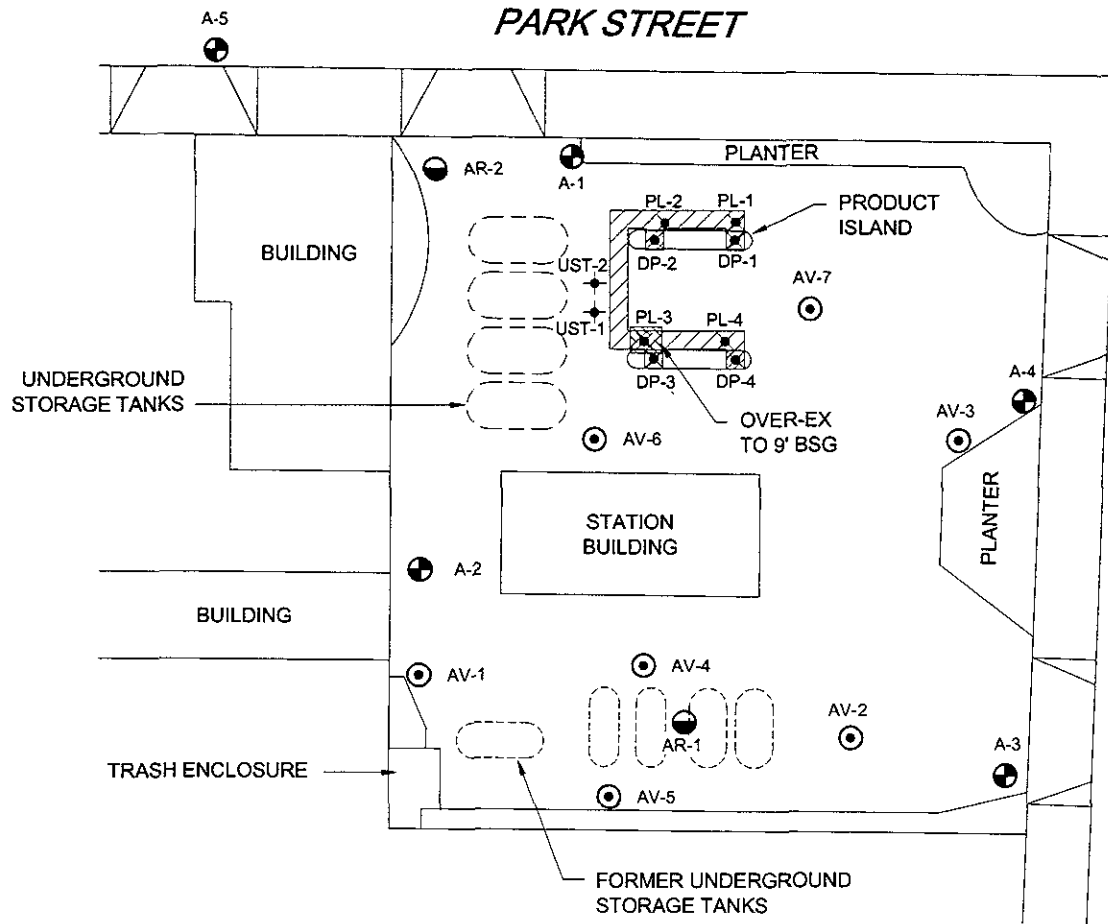 PARK STREET
A-5
AR-2
A-1
PLANTER
PL-2
PL-1
PRODUCT
ISLAND
BUILDING
DP-2
DP-1
UST-2
AV-7
UST-1
PL-3
PL-4
DP-3
DP-4
UNDERGROUND
STORAGE TANKS
A-4
AV-3
AV-6
OVER-EX
TO 9' BSG
STATION
BUILDING
PLANTER
A-2
BUILDING
AV-1
AV-4
AR-1
AV-2
A-3
TRASH ENCLOSURE
AV-5
FORMER UNDERGROUND
STORAGE TANKS